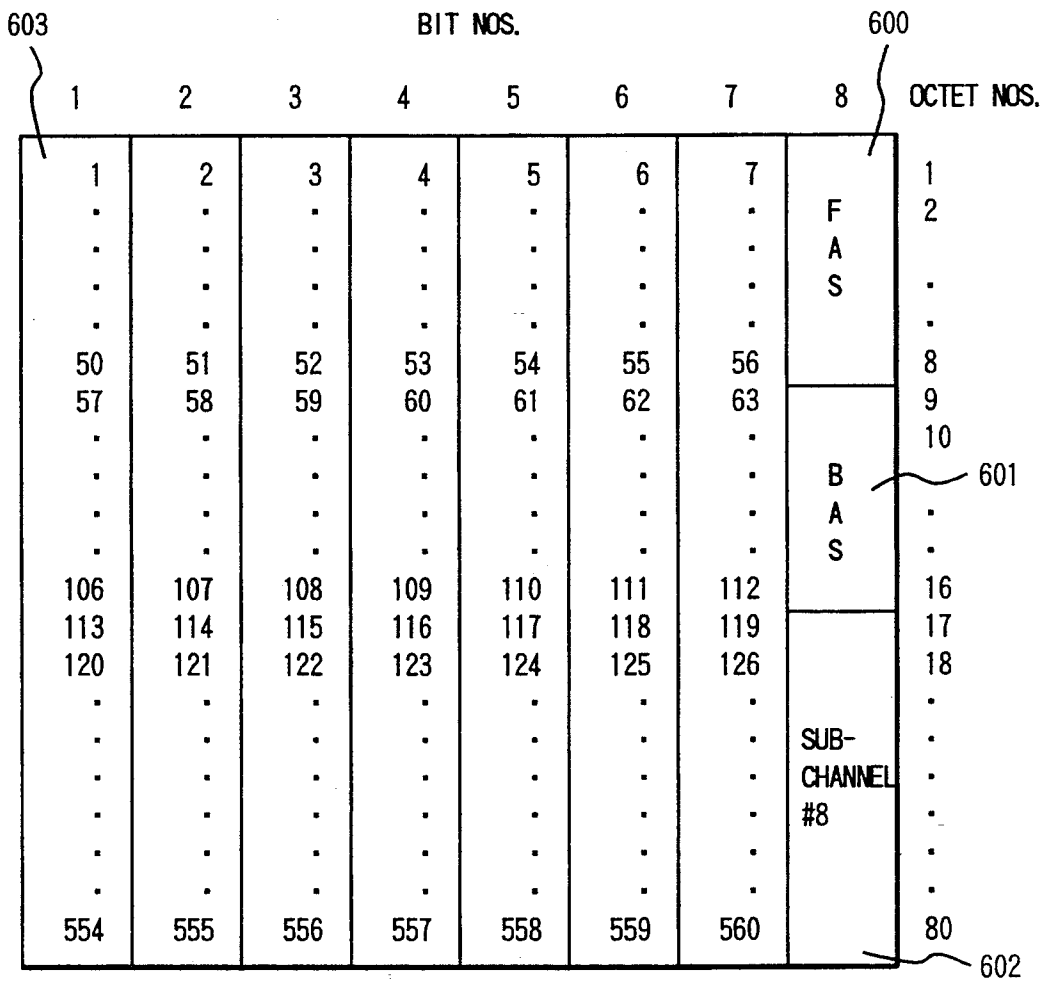 603 BIT NOS. 600
1 2 3 4 5 6 7 8 OCTET NOS.
1 2 3 4 5 6 7 1
. . . . . . . F 2
. . . . . . . A
. . . . . . . S .
. . . . . . . .
50 51 52 53 54 55 56 8
57 58 59 60 61 62 63 9
. . . . . . . 10
. . . . . . . B 601
. . . . . . . A .
. . . . . . . S .
106 107 108 109 110 111 112 16
113 114 115 116 117 118 119 17
120 121 122 123 124 125 126 18
. . . . . . . .
. . . . . . . SUB- .
. . . . . . . CHANNEL .
. . . . . . . #8 .
. . . . . . . .
. . . . . . . .
554 555 556 557 558 559 560 80
602